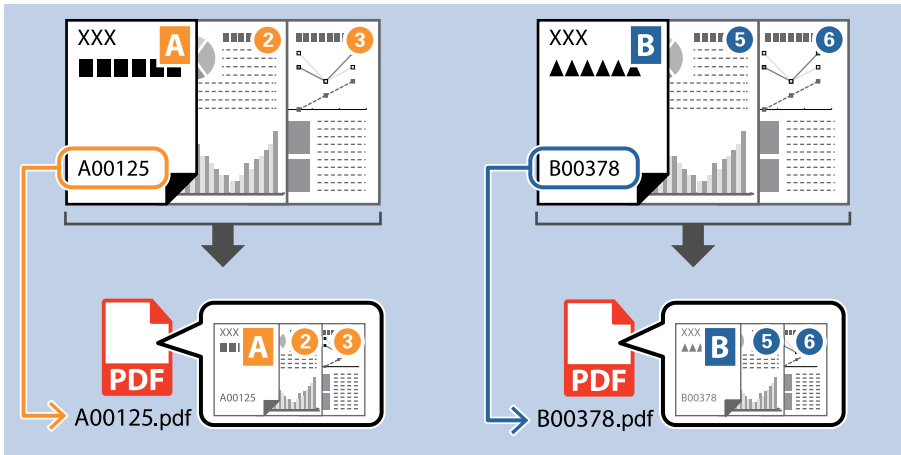 XXX A 2 3
A00125
XXX B 5 6
B00378
PDF
XXX A 2 3
A00125
A00125.pdf
PDF
XXX B 5 6
B00378
B00378.pdf